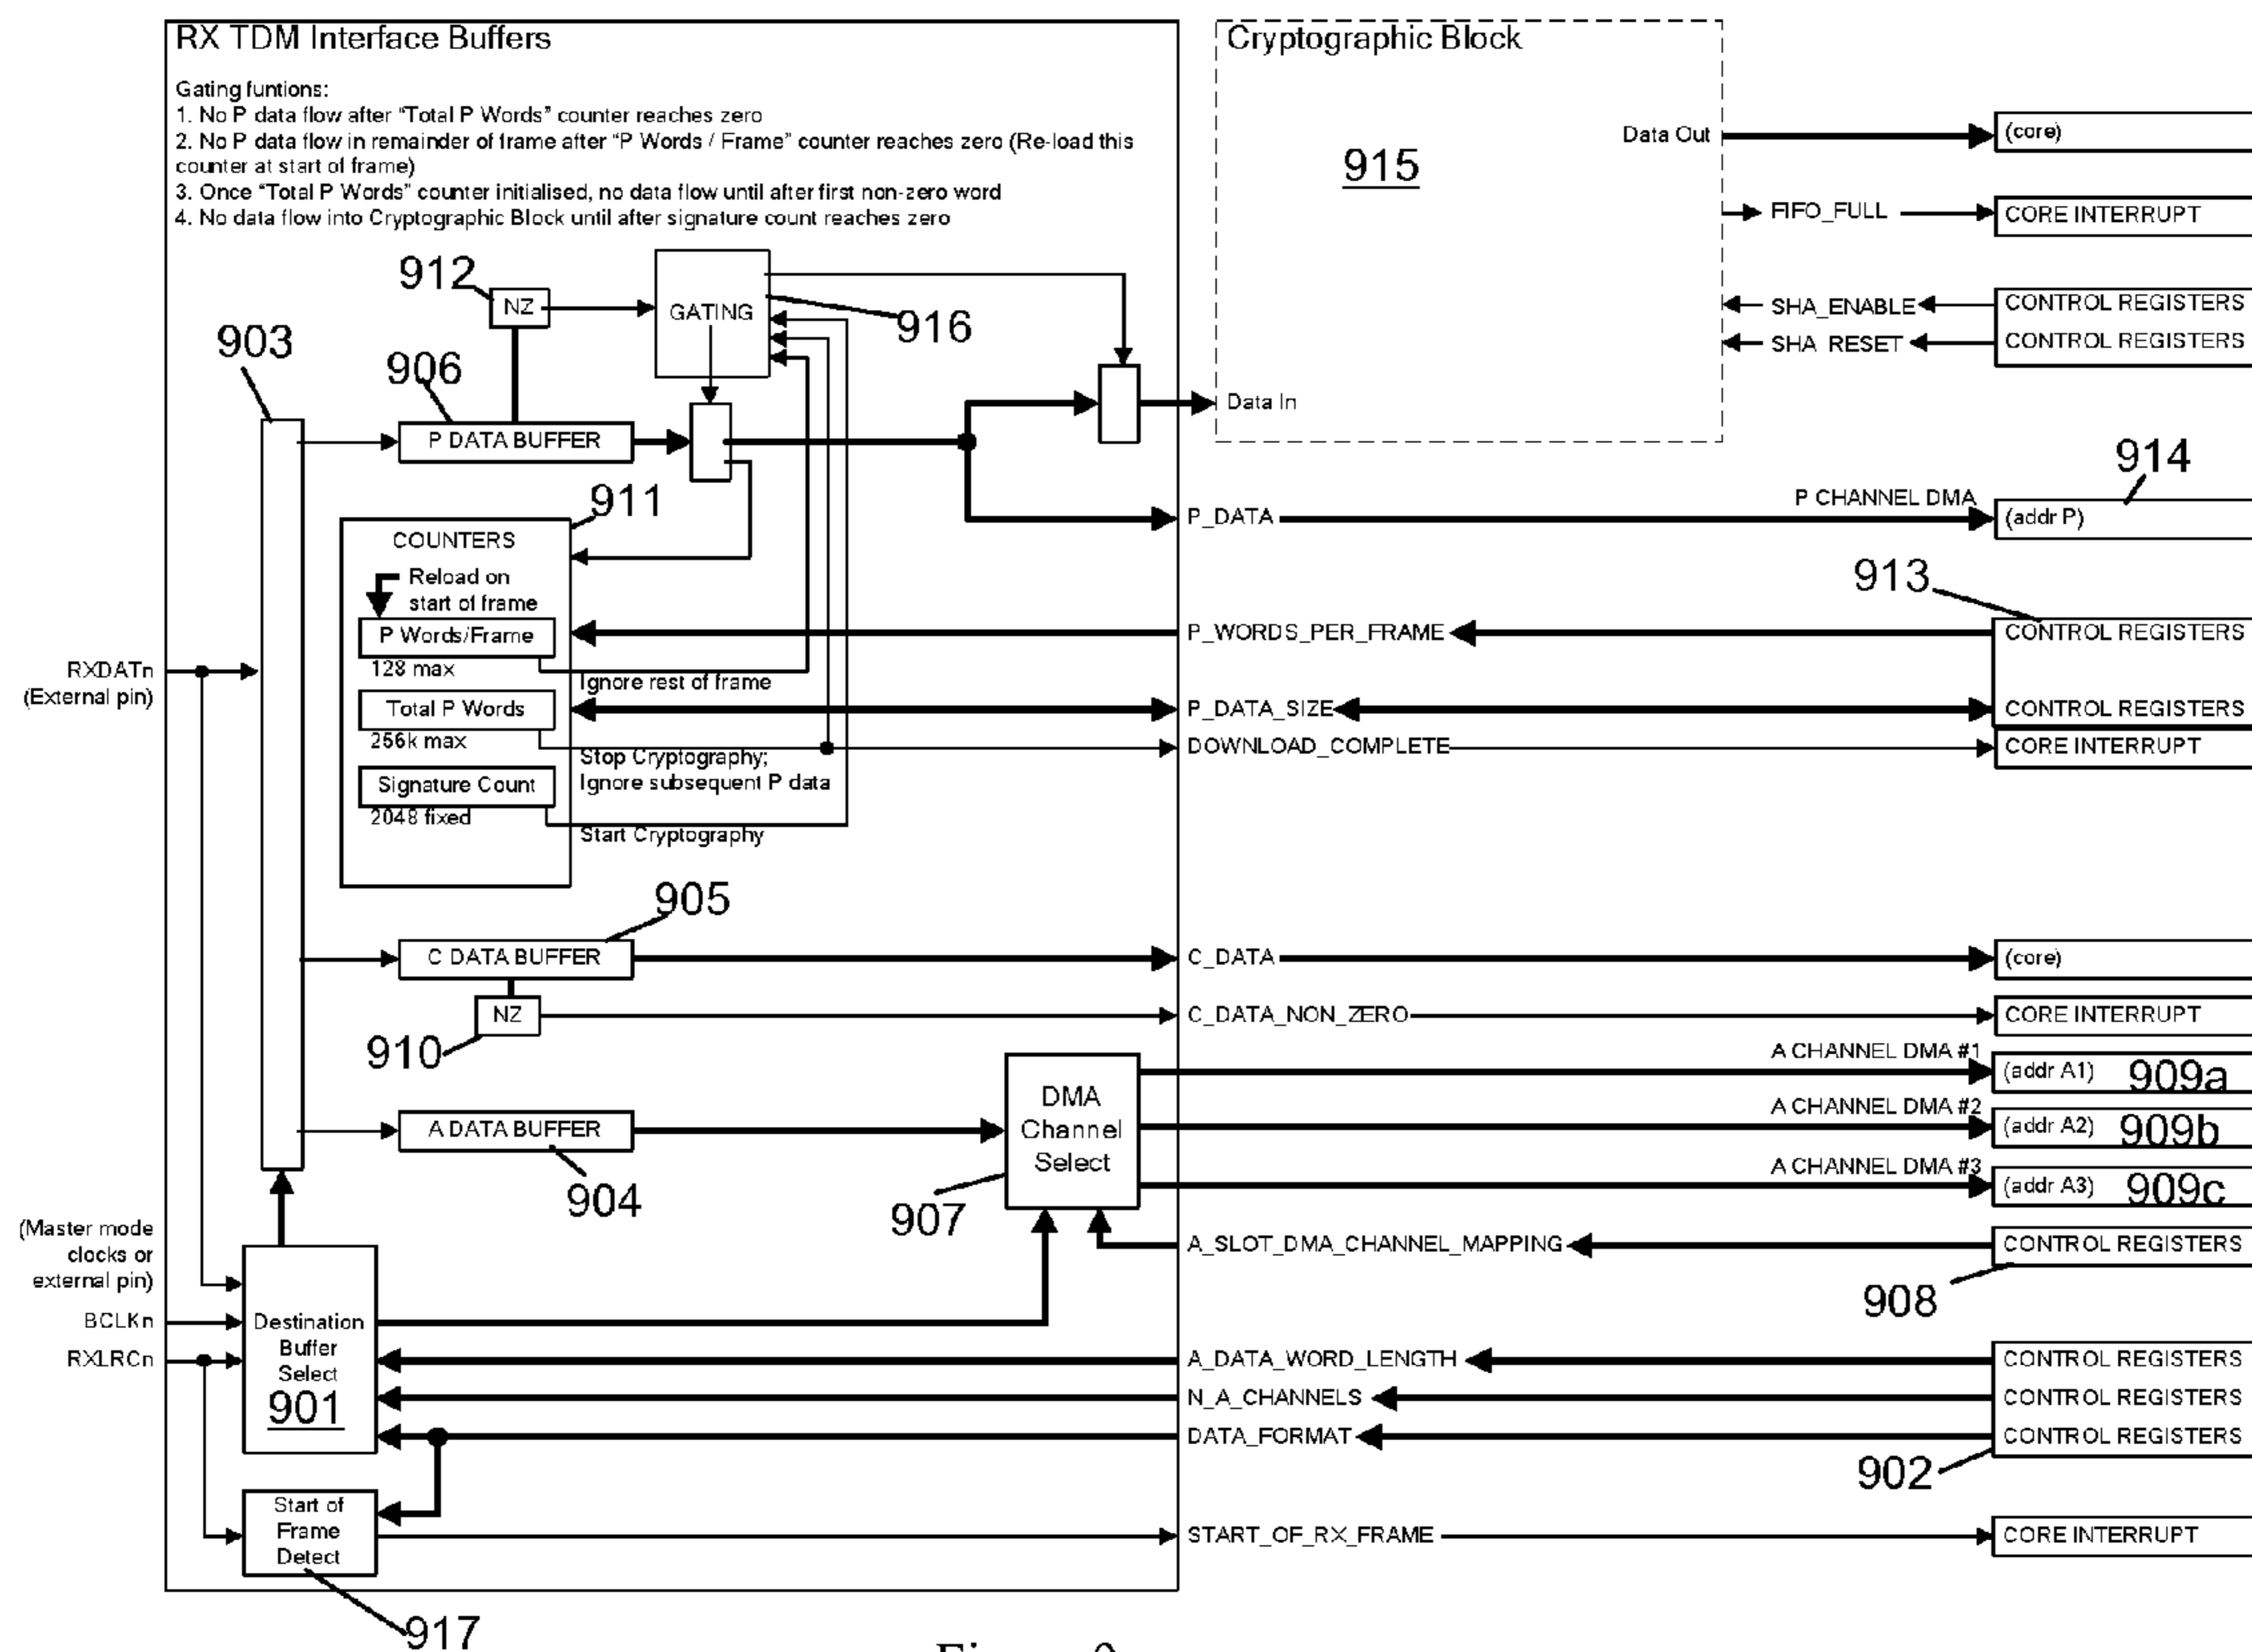 RX TDM Interface Buffers
Gating funtions:
1. No P data flow after "Total P Words" counter reaches zero
2. No P data flow in remainder of frame after "P Words / Frame" counter reaches zero (Re-load this
counter at start of frame)
3. Once "Total P Words" counter initialised, no data flow until after first non-zero word
4. No data flow into Cryptographic Block until after signature count reaches zero
Cryptographic Block
915
Data Out
(core)
FIFO_FULL
CORE INTERRUPT
SHA_ENABLE
CONTROL REGISTERS
SHA RESET
CONTROL REGISTERS
Data In
912
NZ
GATING
916
903
906
P DATA BUFFER
914
P CHANNEL DMA
P_DATA
(addr P)
911
COUNTERS
Reload on
start of frame
P Words/Frame
128 max
Ignore rest of frame
Total P Words
256k max
Stop Cryptography;
Ignore subsequent P data
Signature Count
2048 fixed
Start Cryptography
913
P_WORDS_PER_FRAME
CONTROL REGISTERS
P_DATA_SIZE
CONTROL REGISTERS
DOWNLOAD_COMPLETE
CORE INTERRUPT
RXDATn
(External pin)
905
C DATA BUFFER
C_DATA
(core)
NZ
910
C_DATA_NON_ZERO
CORE INTERRUPT
A DATA BUFFER
904
DMA
Channel
Select
907
A CHANNEL DMA #1
(addr A1)
909a
A CHANNEL DMA #2
(addr A2)
909b
A CHANNEL DMA #3
(addr A3)
909c
A_SLOT_DMA_CHANNEL_MAPPING
CONTROL REGISTERS
908
(Master mode
clocks or
external pin)
BCLKn
RXLRCn
Destination
Buffer
Select
901
A_DATA_WORD_LENGTH
CONTROL REGISTERS
N_A_CHANNELS
CONTROL REGISTERS
DATA_FORMAT
CONTROL REGISTERS
902
Start of
Frame
Detect
START_OF_RX_FRAME
CORE INTERRUPT
917